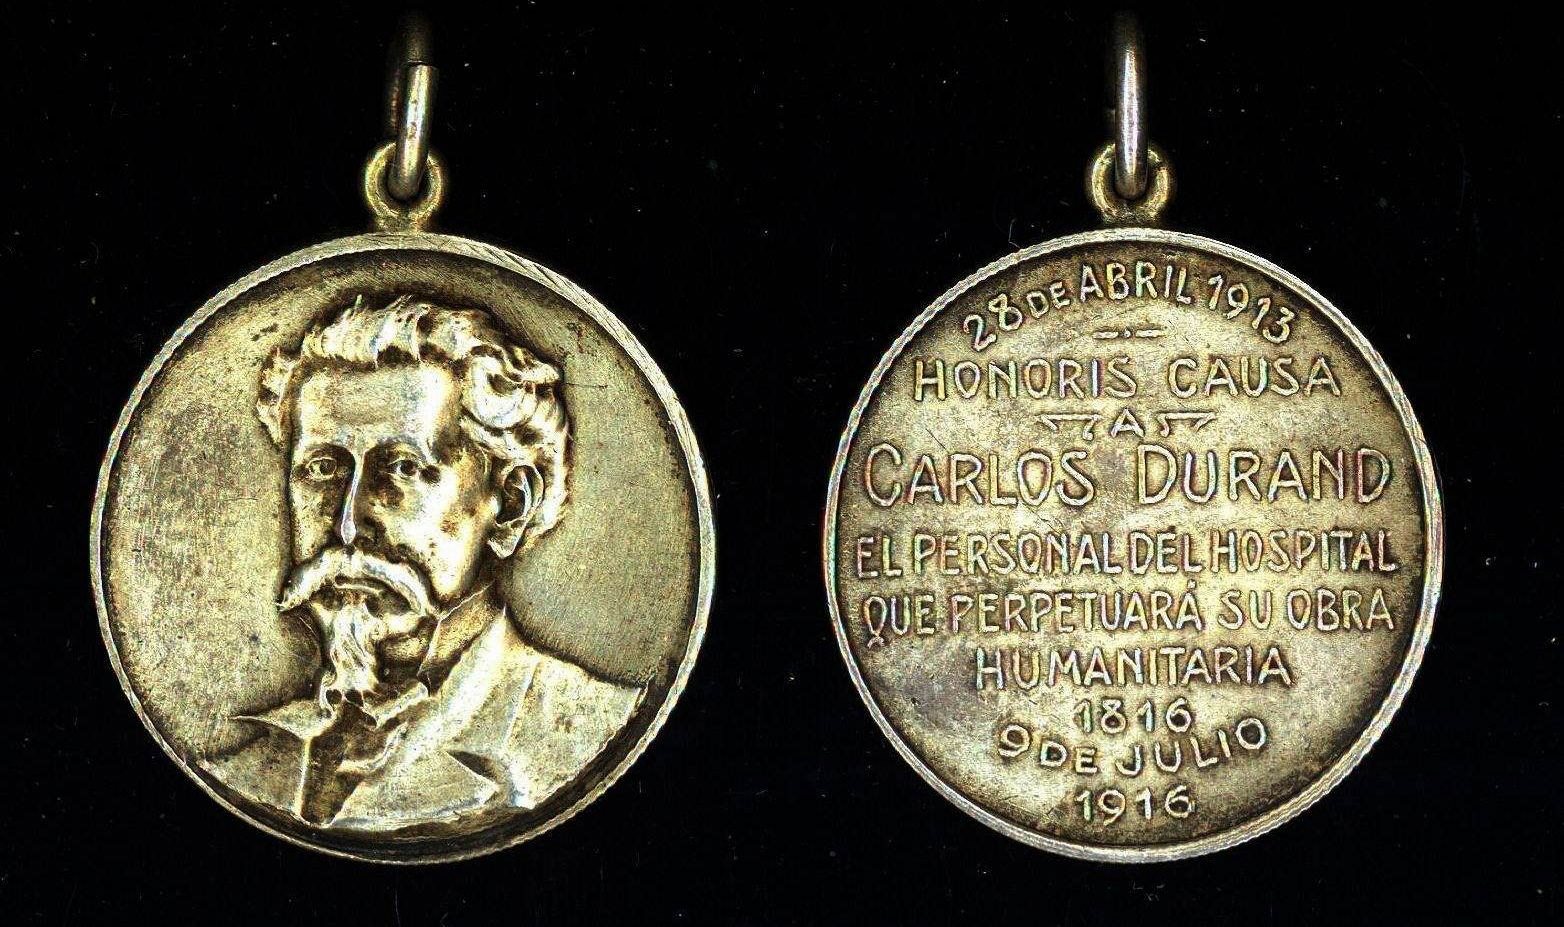 28 DE ABRIL 1913
HONORIS CAUSA
A
CARLOS DURAND
EL PERSONAL DEL HOSPITAL
QUE PERPETUARÁ SU OBRA
HUMANITARIA
1816
9 DE JULIO
1916